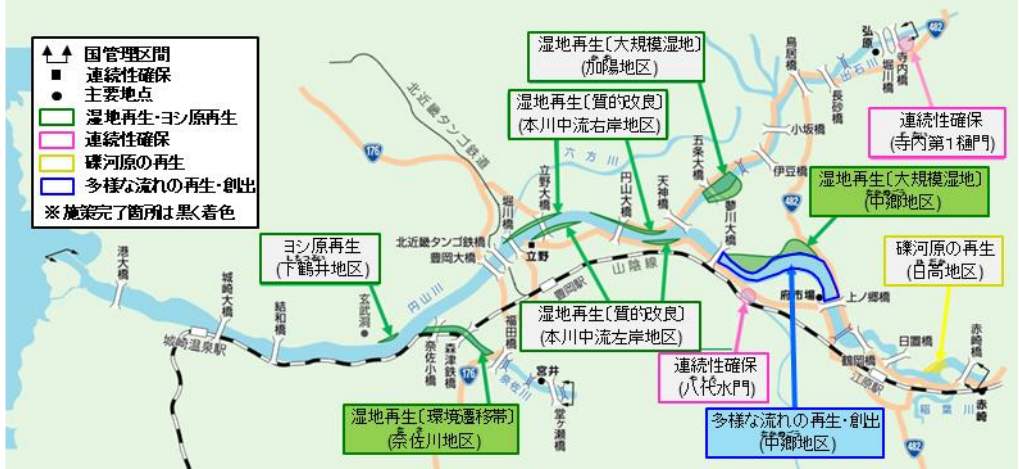 国管理区間
連続性確保
主要地点
湿地再生・ヨシ原再生
連続性確保
礫河原の再生
多様な流れの再生・創出
※施策完了箇所は黒く着色
湿地再生〔大規模湿地〕
(加陽地区)
湿地再生〔質的改良〕
(本川中流右岸地区)
連続性確保
(寺内第1樋門)
湿地再生〔大規模湿地〕
(中郷地区)
礫河原の再生
(日高地区)
ヨシ原再生
(下鶴井地区)
湿地再生〔質的改良〕
(本川中流左岸地区)
連続性確保
(八代水門)
湿地再生〔環境遷移帯〕
(奈佐川地区)
多様な流れの再生・創出
(中郷地区)
482
弘原
寺内橋
堀川橋
長砂橋
鳥居橋
出石川
小坂橋
伊豆橋
五条大橋
482
176
北近畿タンゴ鉄道
六方川
立野大橋
円山大橋
天神橋
堀川橋
北近畿タンゴ鉄橋
豊岡大橋
立野
山陰線
豊岡駅
円山川
玄武洞
港大橋
城崎大橋
結和橋
城崎温泉駅
奈佐小橋
森津鉄橋
176
福田橋
奈佐川
宮井
堂ヶ瀬橋
鶴川大橋
府市場
上ノ郷橋
日置橋
赤崎橋
鶴岡橋
江原駅
稲葉川
赤崎
482